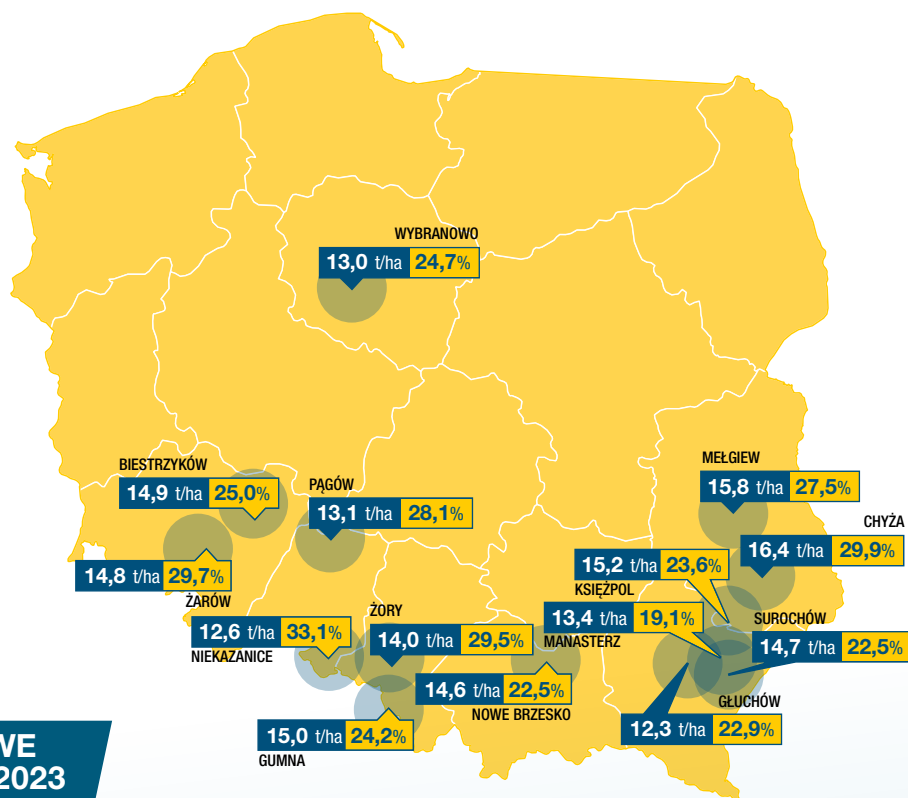 WYBRANOWO
13,0 t/ha 24,7%
BIESTRZYKÓW
14,9 t/ha 25,0%
PĄGÓW
13,1 t/ha 28,1%
MEŁGIEW
15,8 t/ha 27,5%
CHYŻA
16,4 t/ha 29,9%
14,8 t/ha 29,7%
ŻARÓW
15,2 t/ha 23,6%
KSIĘŻPOL
12,6 t/ha 33,1%
NIEKAZANICE
ŻORY
14,0 t/ha 29,5%
13,4 t/ha 19,1%
MANASTERZ
SUROCHÓW
14,7 t/ha 22,5%
14,6 t/ha 22,5%
NOWE BRZESKO
GŁUCHÓW
12,3 t/ha 22,9%
15,0 t/ha 24,2%
GUMNA
WE
2023